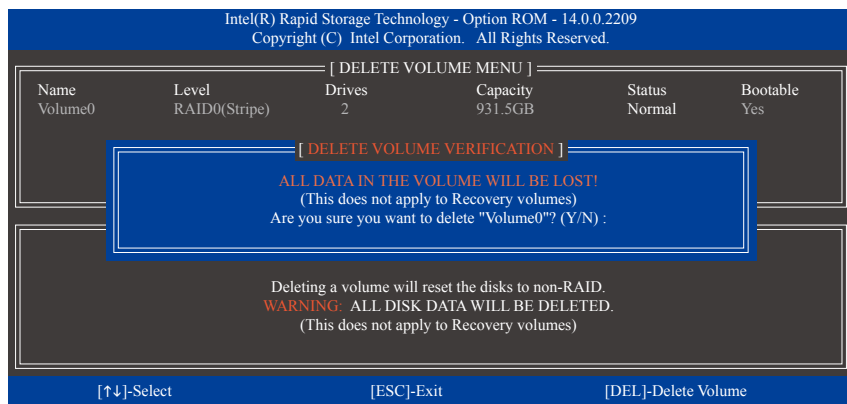 Intel(R) Rapid Storage Technology - Option ROM - 14.0.0.2209
Copyright (C) Intel Corporation. All Rights Reserved.
[ DELETE VOLUME MENU ]
Name Level Drives Capacity Status Bootable
Volume0 RAID0(Stripe) 2 931.5GB Normal Yes
[ DELETE VOLUME VERIFICATION ]
ALL DATA IN THE VOLUME WILL BE LOST!
(This does not apply to Recovery volumes)
Are you sure you want to delete "Volume0"? (Y/N) :
Deleting a volume will reset the disks to non-RAID.
WARNING: ALL DISK DATA WILL BE DELETED.
(This does not apply to Recovery volumes)
[↑↓]-Select [ESC]-Exit [DEL]-Delete Volume